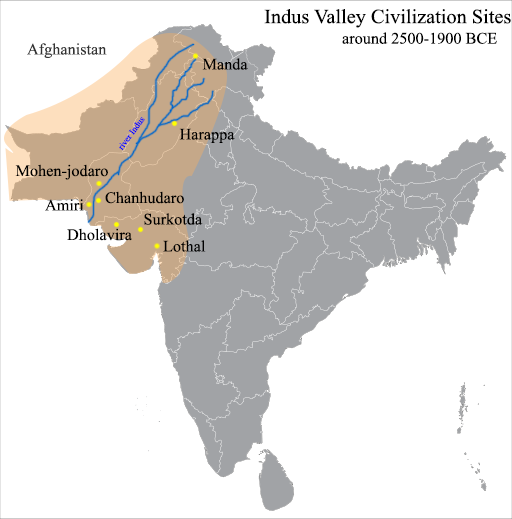 Indus Valley Civilization Sites
around 2500-1900 BCE
Afghanistan
Manda
river Indus
Harappa
Mohen-jodaro
Chanhudaro
Amiri
Surkotda
Dholavira
Lothal